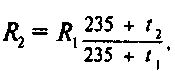 R₂ = R₁ (235 + t₂)/(235 + t₁),